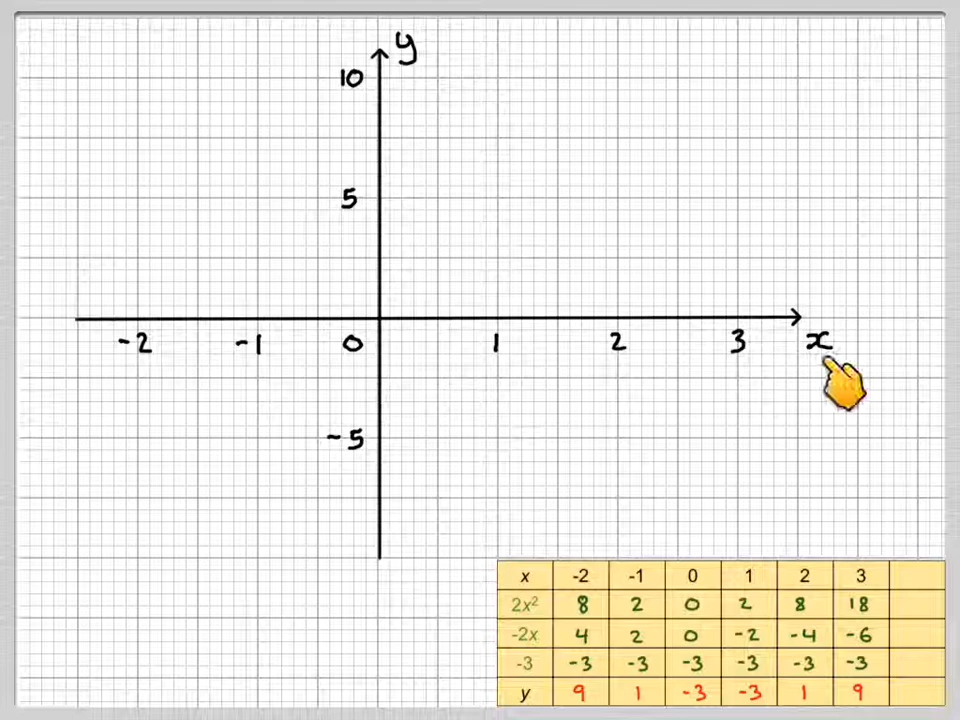 y
10
5
-2 -1 0 1 2 3 x
-5
x -2 -1 0 1 2 3
2x² 8 2 0 2 8 18
-2x 4 2 0 -2 -4 -6
-3 -3 -3 -3 -3 -3 -3
y 9 1 -3 -3 1 9